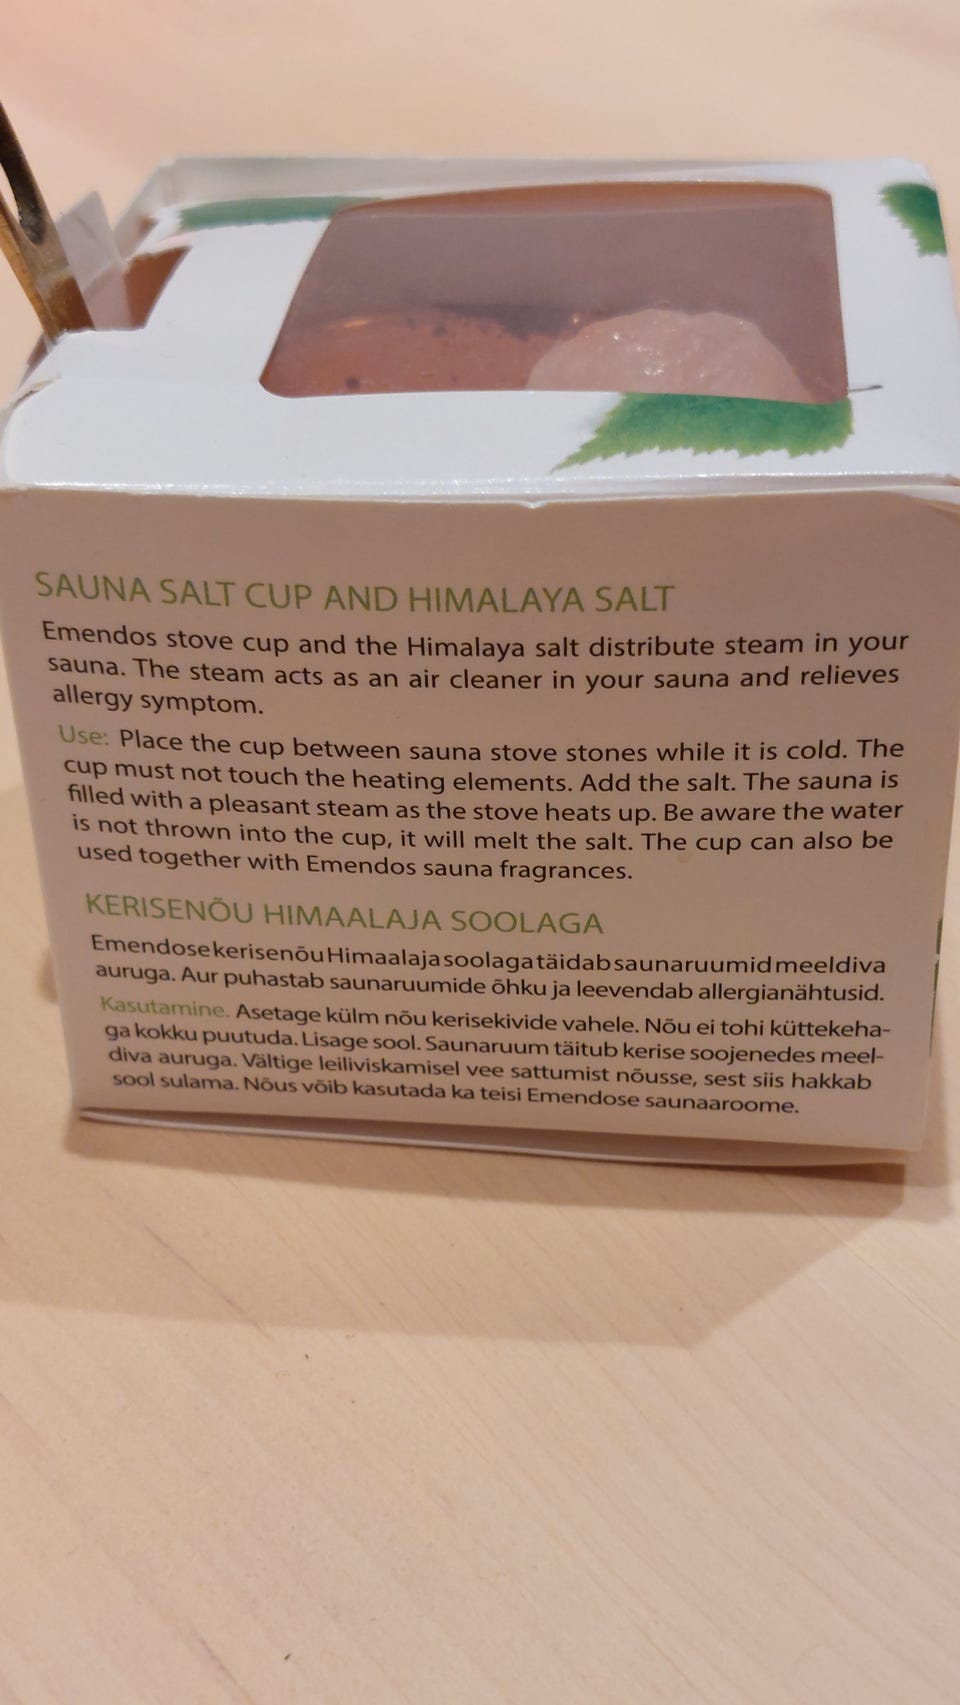 SAUNA SALT CUP AND HIMALAYA SALT
Emendos stove cup and the Himalaya salt distribute steam in your
sauna. The steam acts as an air cleaner in your sauna and relieves
allergy symptom.
Use: Place the cup between sauna stove stones while it is cold. The
cup must not touch the heating elements. Add the salt. The sauna is
filled with a pleasant steam as the stove heats up. Be aware the water
is not thrown into the cup, it will melt the salt. The cup can also be
used together with Emendos sauna fragrances.
KERISENÕU HIMAALAJA SOOLAGA
Emendose kerisenõu Himaalaja soolaga täidab saunaruumid meeldiva
auruga. Aur puhastab saunaruumide õhku ja leevendab allergianähtusid.
Kasutamine. Asetage külm nõu kerisekivide vahele. Nõu ei tohi küttekeha-
ga kokku puutuda. Lisage sool. Saunaruum täitub kerise soojenedes meel-
diva auruga. Vältige leiliviskamisel vee sattumist nõusse, sest siis hakkab
sool sulama. Nõus võib kasutada ka teisi Emendose saunaaroome.